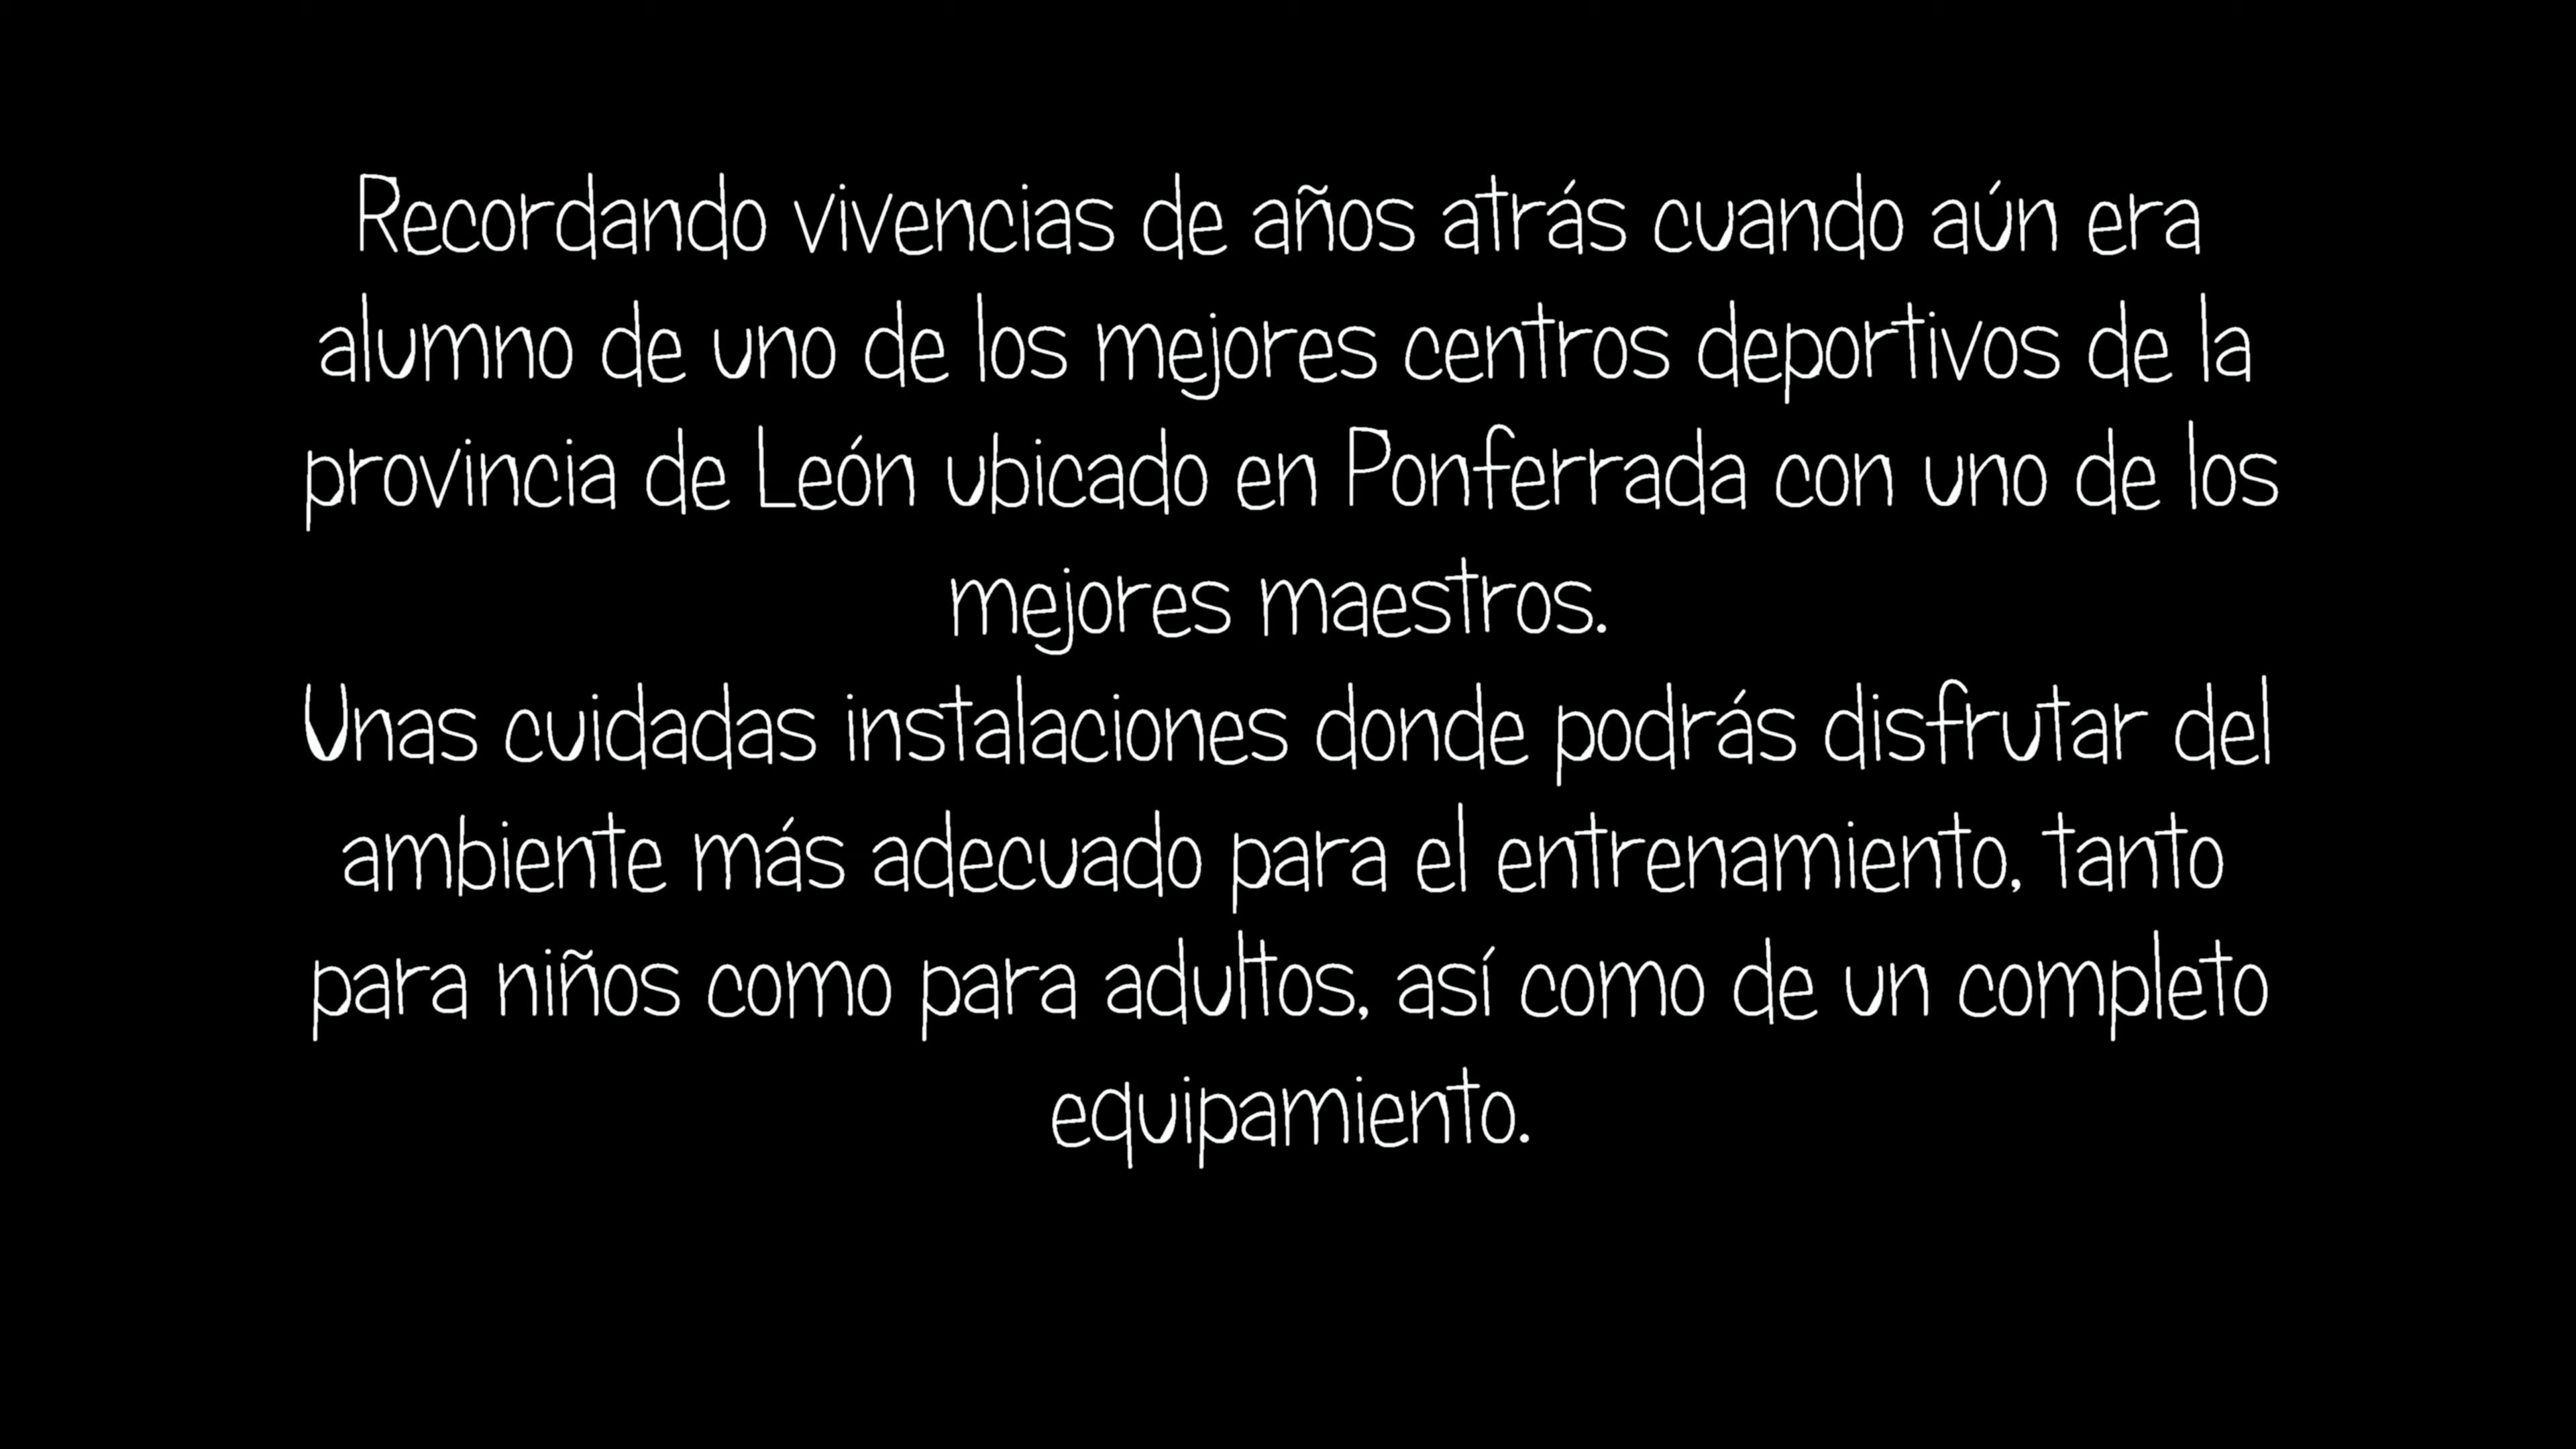 Recordando vivencias de años atrás cuando aún era
alumno de uno de los mejores centros deportivos de la
provincia de León ubicado en Ponferrada con uno de los
mejores maestros.
Unas cuidadas instalaciones donde podrás disfrutar del
ambiente más adecuado para el entrenamiento, tanto
para niños como para adultos, así como de un completo
equipamiento.